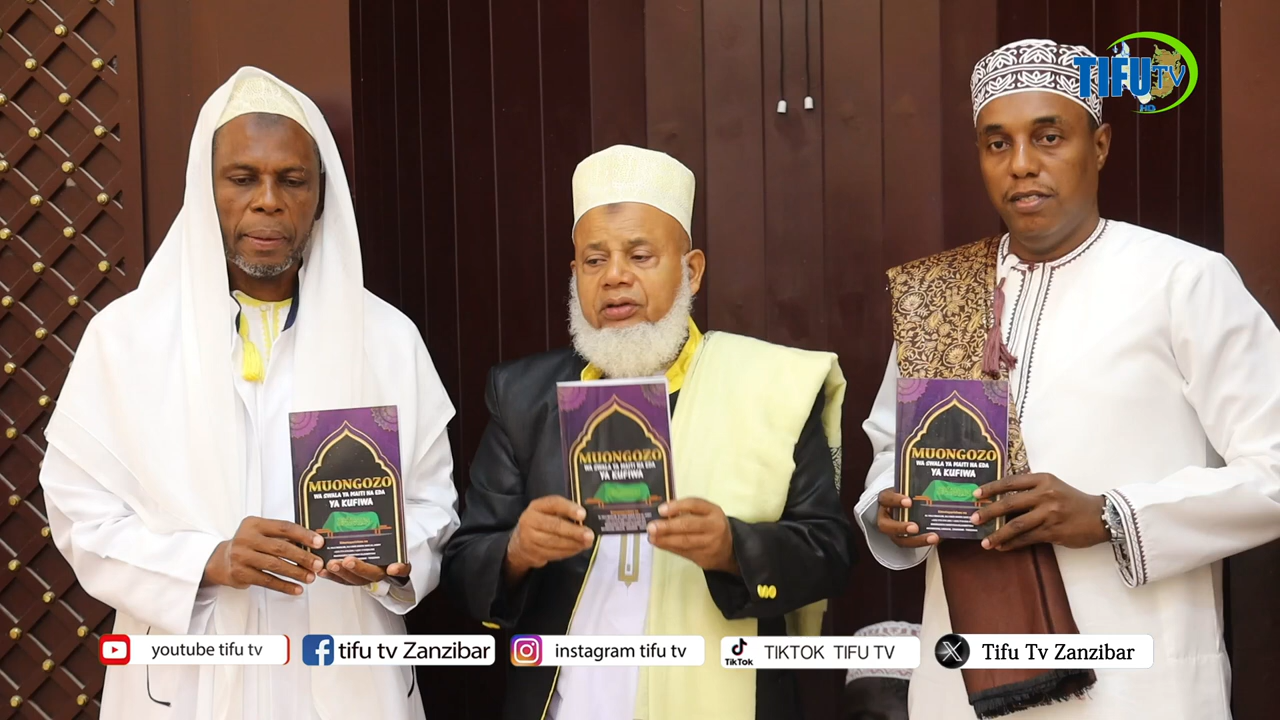 TIFU TV
HD
MUONGOZO
WA SWALA YA MAITI NA EDA
YA KUFIWA
MUONGOZO
WA SWALA YA MAITI NA EDA
YA KUFIWA
MUONGOZO
WA SWALA YA MAITI NA EDA
YA KUFIWA
youtube tifu tv
tifu tv Zanzibar
instagram tifu tv
TikTok
TIKTOK TIFU TV
Tifu Tv Zanzibar